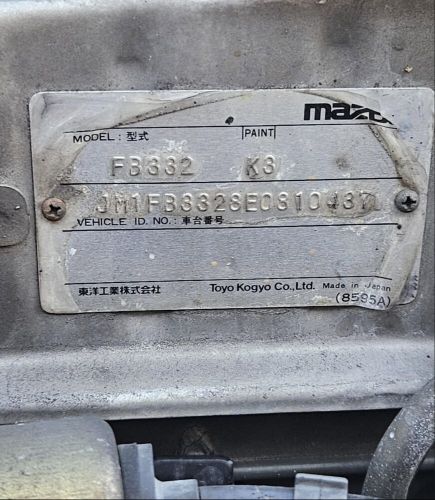 mazda
MODEL: 型式 PAINT
FB332 K3
JM1FB3328E0810437
VEHICLE ID. NO.: 車台番号
東洋工業株式会社 Toyo Kogyo Co., Ltd. Made in Japan
(8595A)